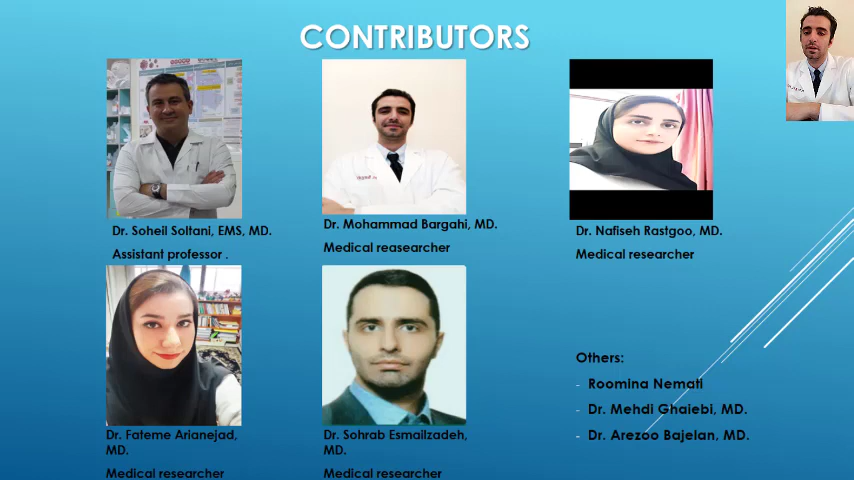 CONTRIBUTORS
Dr. Soheil Soltani, EMS, MD.
Assistant professor .
Dr. Mohammad Bargahi, MD.
Medical reasearcher
Dr. Nafiseh Rastgoo, MD.
Medical researcher
Dr. Fateme Arianejad,
MD.
Medical researcher
Dr. Sohrab Esmailzadeh,
MD.
Medical researcher
Others:
- Roomina Nemati
- Dr. Mehdi Ghaiebi, MD.
- Dr. Arezoo Bajelan, MD.